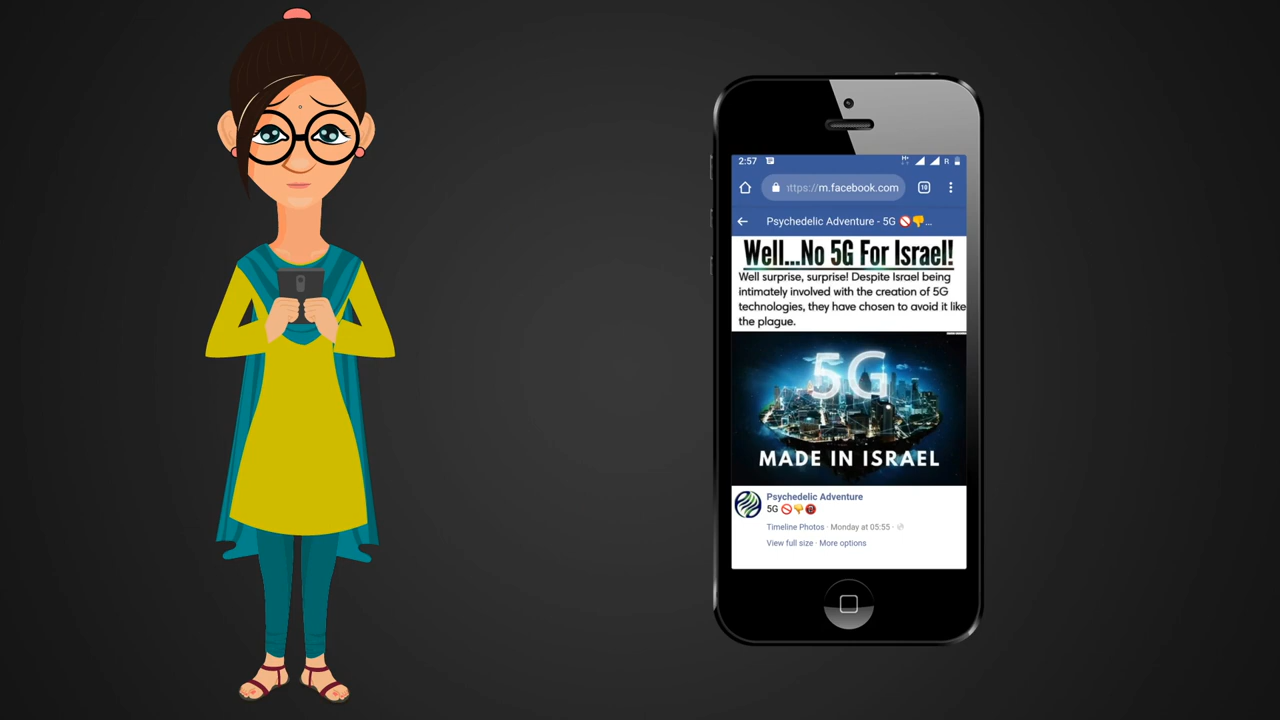 2:57
H+
R
https://m.facebook.com
19
Psychedelic Adventure - 5G 🚫👎...
Well...No 5G For Israel!
Well surprise, surprise! Despite Israel being
intimately involved with the creation of 5G
technologies, they have chosen to avoid it like
the plague.
5G
MADE IN ISRAEL
Psychedelic Adventure
5G 🚫👎📵
Timeline Photos · Monday at 05:55 ·
View full size · More options